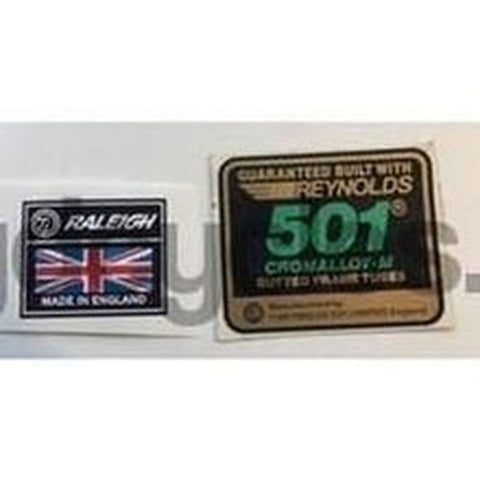 RALEIGH
MADE IN ENGLAND
GUARANTEED BUILT WITH
REYNOLDS
501®
CROMALLOY-M
BUTTED FRAME TUBES